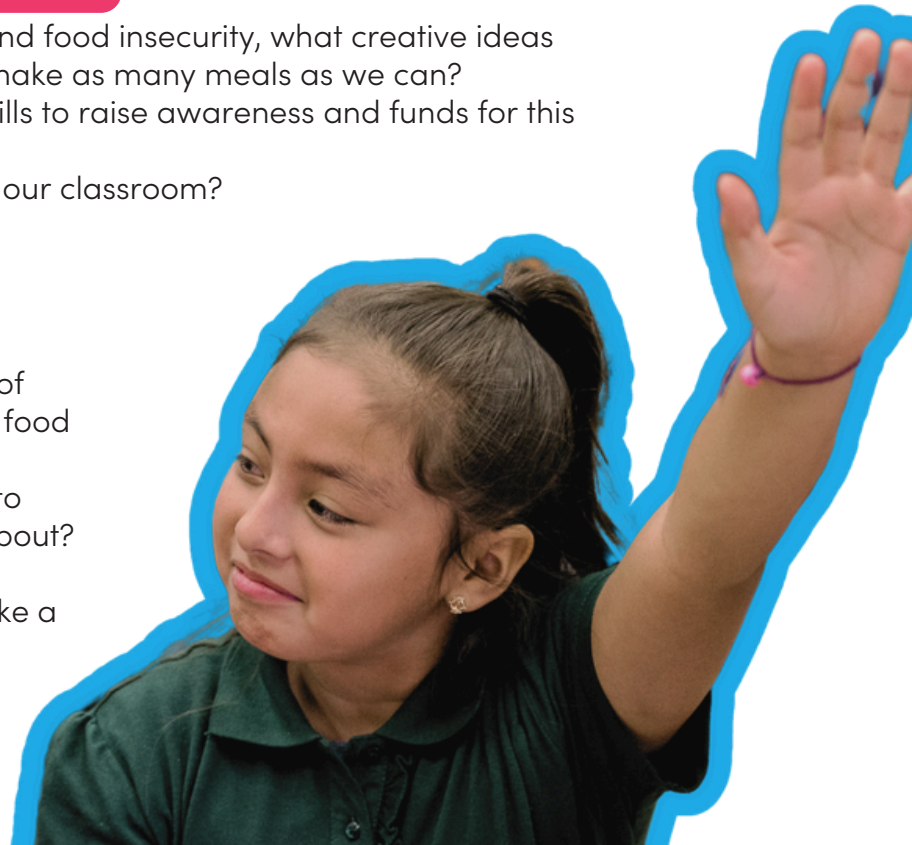 nd food insecurity, what creative ideas
nake as many meals as we can?
ills to raise awareness and funds for this
our classroom?
of
food
to
bout?
ke a